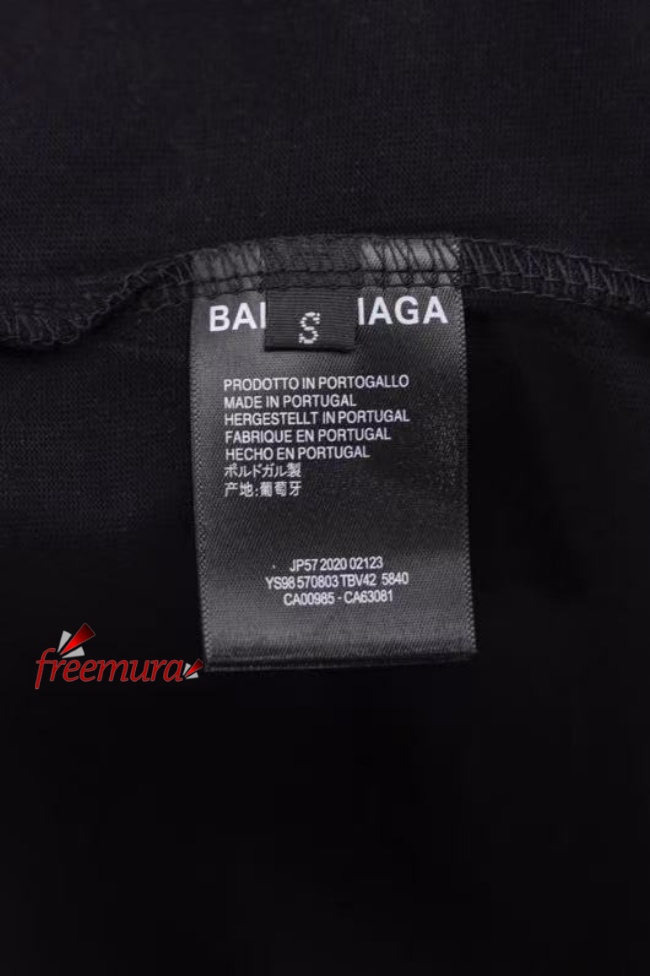 BAL IAGA
S
PRODOTTO IN PORTOGALLO
MADE IN PORTUGAL
HERGESTELLT IN PORTUGAL
FABRIQUE EN PORTUGAL
HECHO EN PORTUGAL
ポルドガル製
产地:葡萄牙
JP57 2020 02123
YS98 570803 TBV42 5840
CA00985 - CA63081
freemura